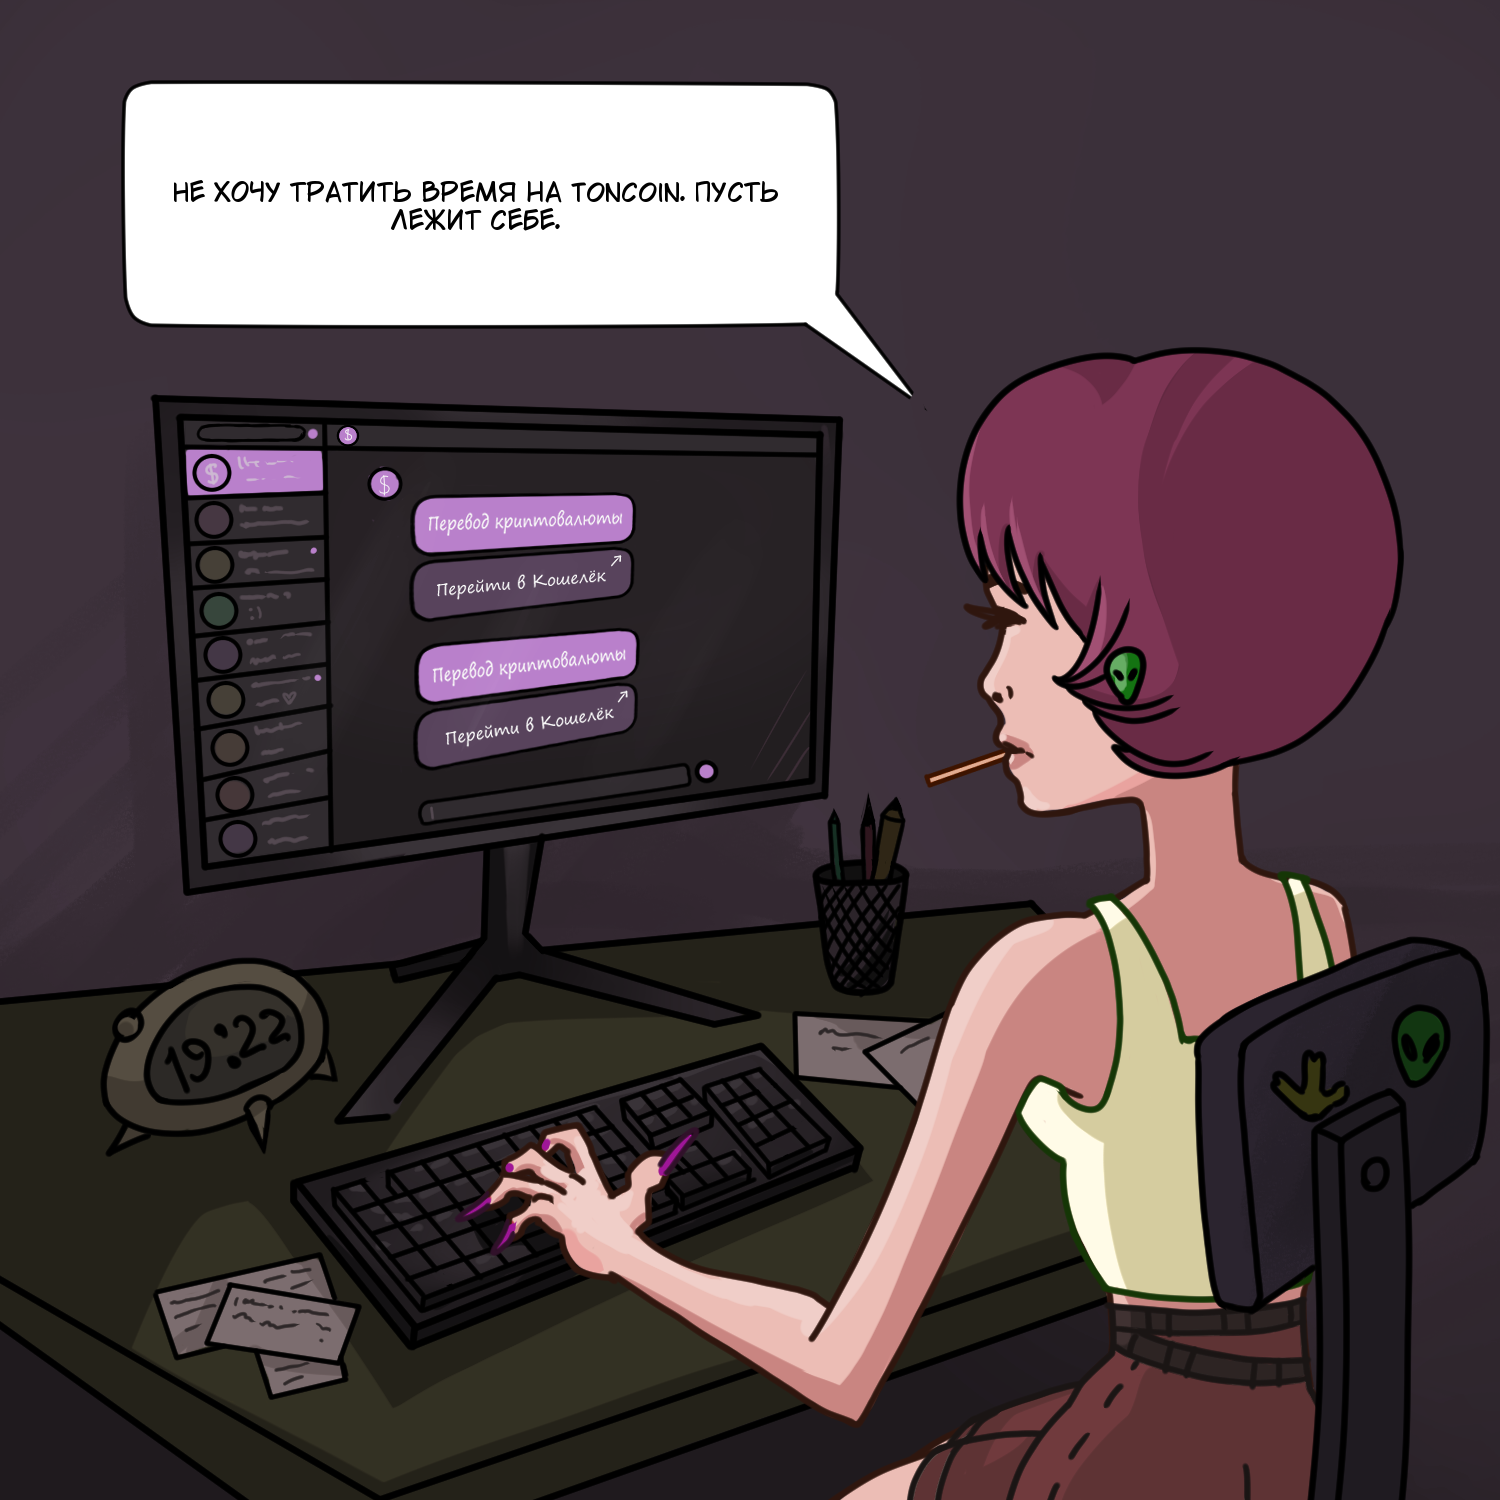 НЕ ХОЧУ ТРАТИТЬ ВРЕМЯ НА TONCOIN. ПУСТЬ
ЛЕЖИТ СЕБЕ.
$
$
$
Перевод криптовалюты
Перейти в Кошелёк
Перевод криптовалюты
Перейти в Кошелёк
:)
19:22